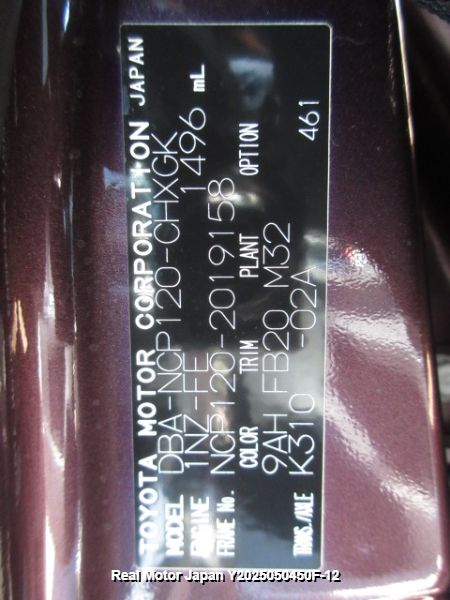 TOYOTA MOTOR CORPORATION JAPAN
MODEL DBA-NCP120-CHXGK
ENGINE 1NZ-FE 1496 mL
FRAME No. NCP120-2019158
COLOR TRIM PLANT OPTION
9AH FB20 M32
TRANS./AXLE K310 -02A 461
Real Motor Japan Y2025050450F-12